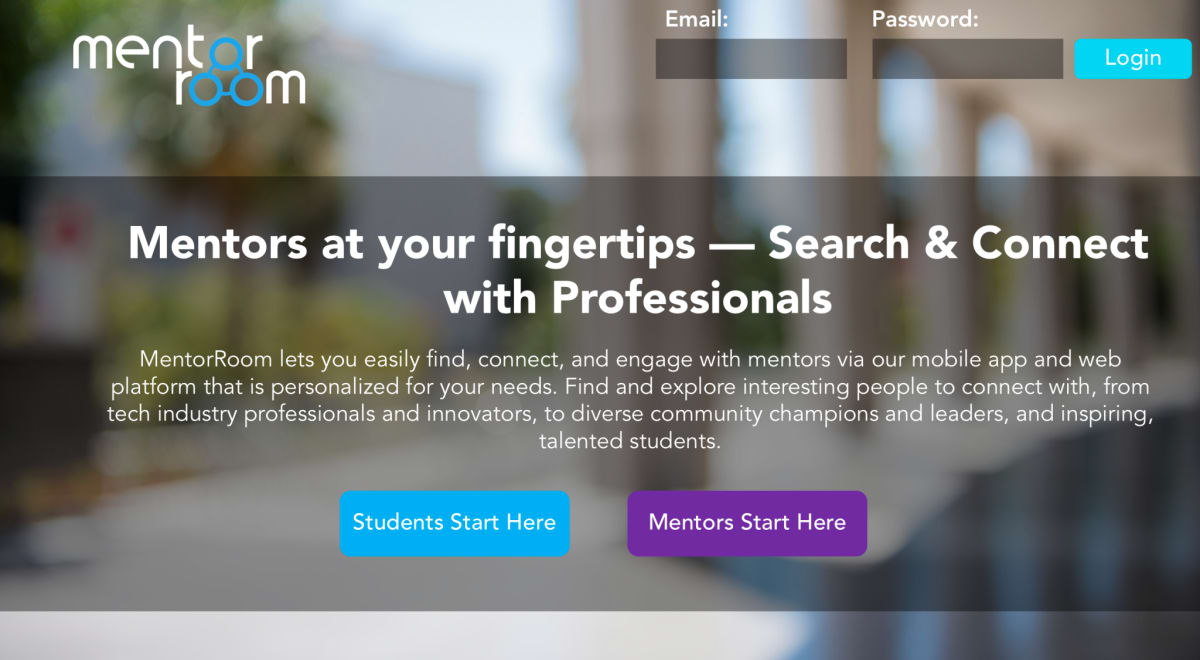 mentor
room
Email:
Password:
Login
Mentors at your fingertips — Search & Connect
with Professionals
MentorRoom lets you easily find, connect, and engage with mentors via our mobile app and web
platform that is personalized for your needs. Find and explore interesting people to connect with, from
tech industry professionals and innovators, to diverse community champions and leaders, and inspiring,
talented students.
Students Start Here
Mentors Start Here